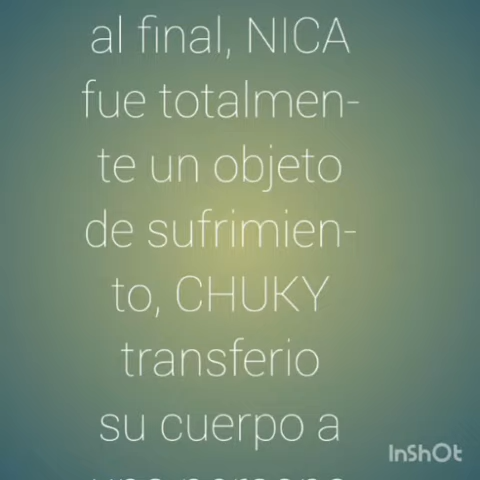 al final, NICA
fue totalmen-
te un objeto
de sufrimien-
to, CHUKY
transferio
su cuerpo a
InShOt